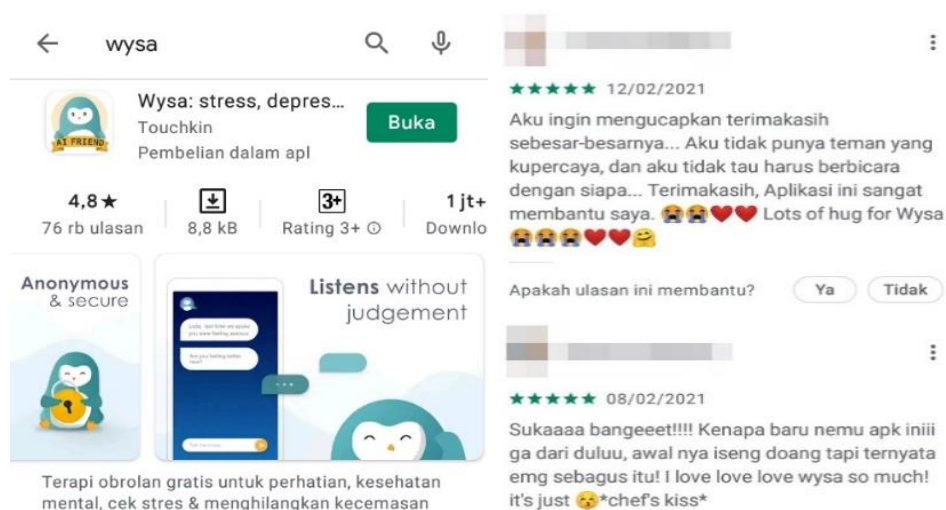 wysa
Wysa: stress, depres...
Touchkin
Pembelian dalam apl
Buka
AI FRIEND
4,8★
76 rb ulasan
8,8 kB
3+
Rating 3+
1 jt+
Downlo
Anonymous
& secure
Listens without
judgement
Terapi obrolan gratis untuk perhatian, kesehatan
mental, cek stres & menghilangkan kecemasan
★★★★★ 12/02/2021
Aku ingin mengucapkan terimakasih
sebesar-besarnya... Aku tidak punya teman yang
kupercaya, dan aku tidak tau harus berbicara
dengan siapa... Terimakasih, Aplikasi ini sangat
membantu saya. 😭😭❤❤ Lots of hug for Wysa
😭😭😭❤❤🤗
Apakah ulasan ini membantu?
Ya
Tidak
★★★★★ 08/02/2021
Sukaaaa bangeeet!!!! Kenapa baru nemu apk iniii
ga dari duluu, awal nya iseng doang tapi ternyata
emg sebagus itu! I love love love wysa so much!
it's just 😚*chef's kiss*